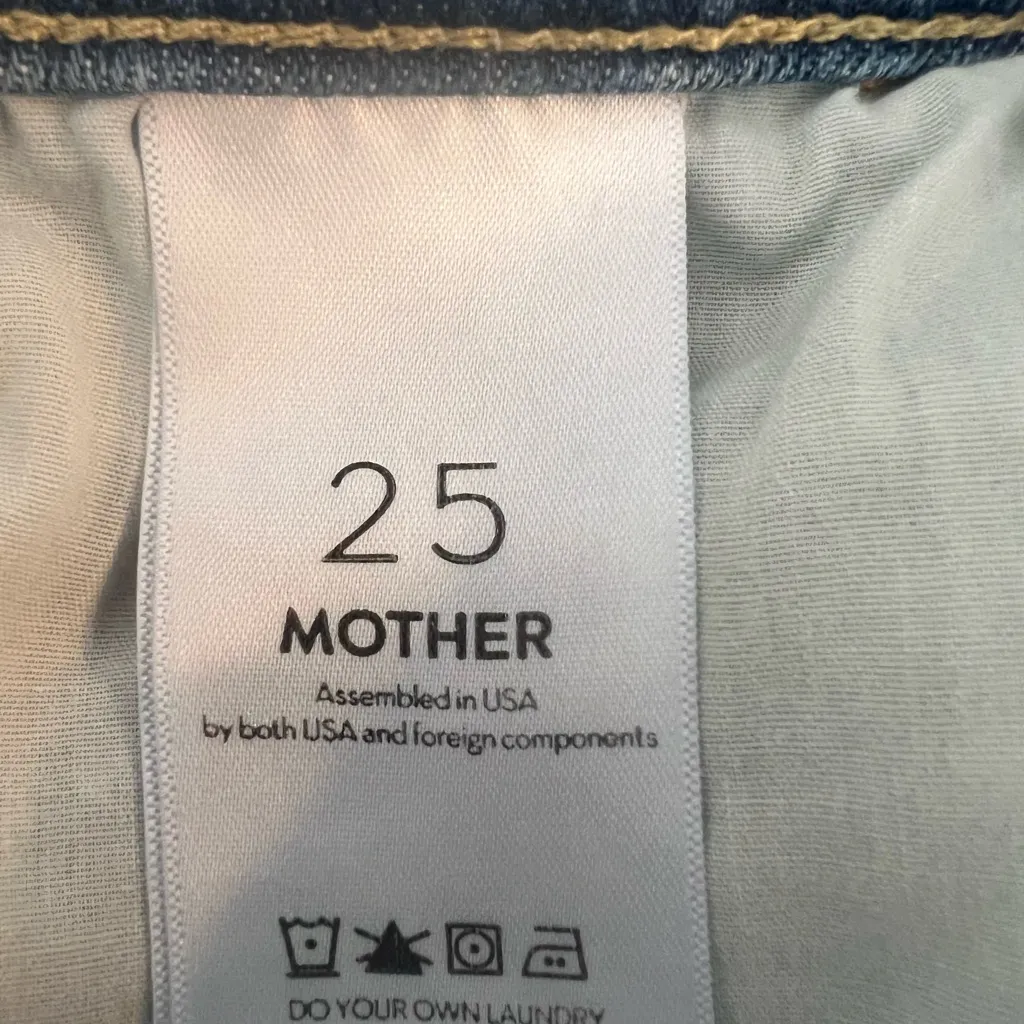 25
MOTHER
Assembled in USA
by both USA and foreign components
DO YOUR OWN LAUNDRY